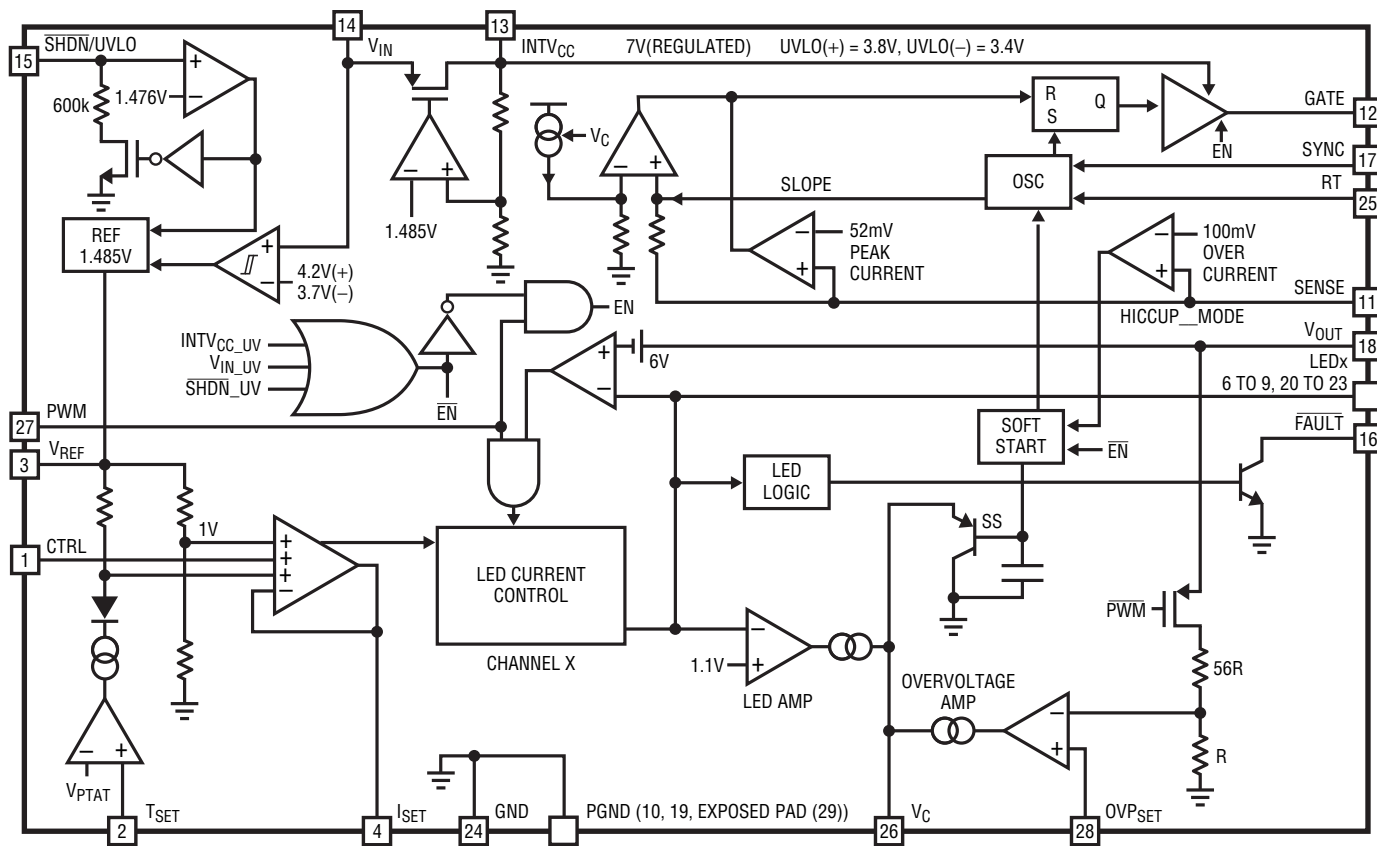 14
13
SHDN/UVLO
VIN
INTVCC
7V(REGULATED) UVLO(+) = 3.8V, UVLO(–) = 3.4V
15
+
–
1.476V
600k
R
S
Q
GATE
12
VC
EN
SYNC
17
–
+
–
+
OSC
RT
25
SLOPE
1.485V
REF
1.485V
+
–
4.2V(+)
3.7V(–)
–
+
52mV
PEAK
CURRENT
–
+
100mV
OVER
CURRENT
SENSE
11
EN
HICCUP__MODE
VOUT
18
INTVCC_UV
VIN_UV
SHDN_UV
+
–
6V
LEDx
6 TO 9, 20 TO 23
EN
PWM
27
SOFT
START
EN
FAULT
16
VREF
3
LED
LOGIC
1V
SS
CTRL
1
+
+
+
–
LED CURRENT
CONTROL
PWM
CHANNEL X
–
+
1.1V
LED AMP
OVERVOLTAGE
AMP
56R
–
+
R
–
+
VPTAT
TSET
2
ISET
4
GND
24
PGND (10, 19, EXPOSED PAD (29))
VC
26
OVPSET
28